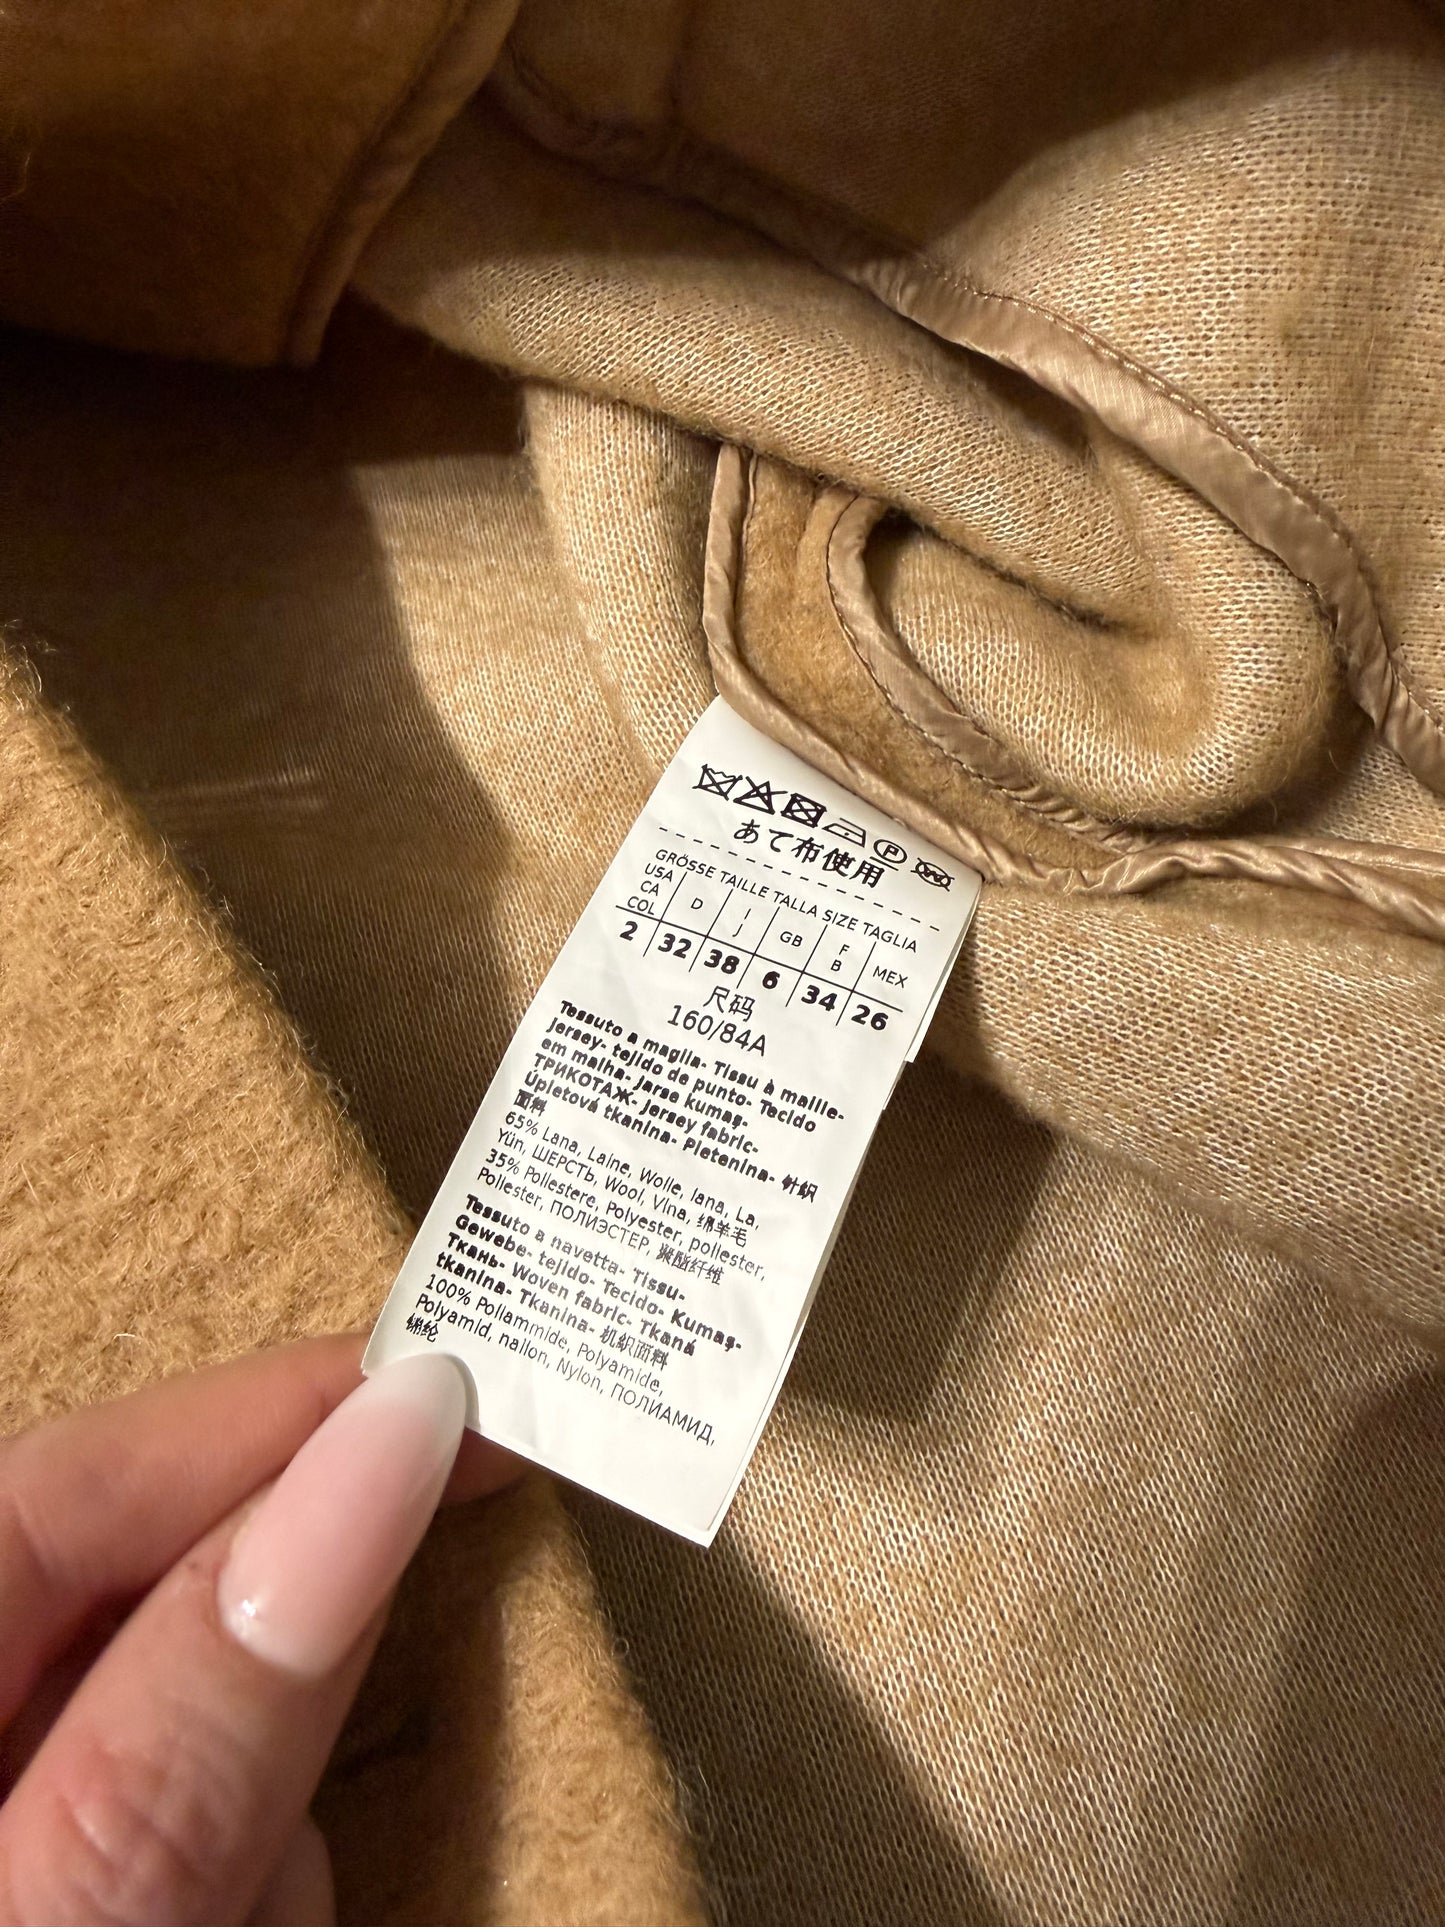 P W
あて布使用
GRÖSSE TAILLE TALLA SIZE TAGLIA
USA CA COL D I J GB F B MEX
2 32 38 6 34 26
尺码
160/84A
Tessuto a maglia- Tissu à maille-
Jersey- tejido de punto- Tecido
em malha- jarse kumaş-
ТРИКОТАЖ- Jersey fabric-
Úpletová tkanina- Pletenina- 针织
面料
65% Lana, Laine, Wolle, lana, La,
Yün, ШЕРСТЬ, Wool, Vlna, 绵羊毛
35% Poliestere, Polyester, poliester,
Poliester, ПОЛИЭСТЕР, 聚酯纤维
Tessuto a navetta- Tissu-
Gewebe- tejido- Tecido- Kumaş-
Ткань- Woven fabric- Tkaná
tkanina- Tkanina- 机织面料
100% Poliammide, Polyamide,
Polyamid, nailon, Nylon, ПОЛИАМИД,
锦纶